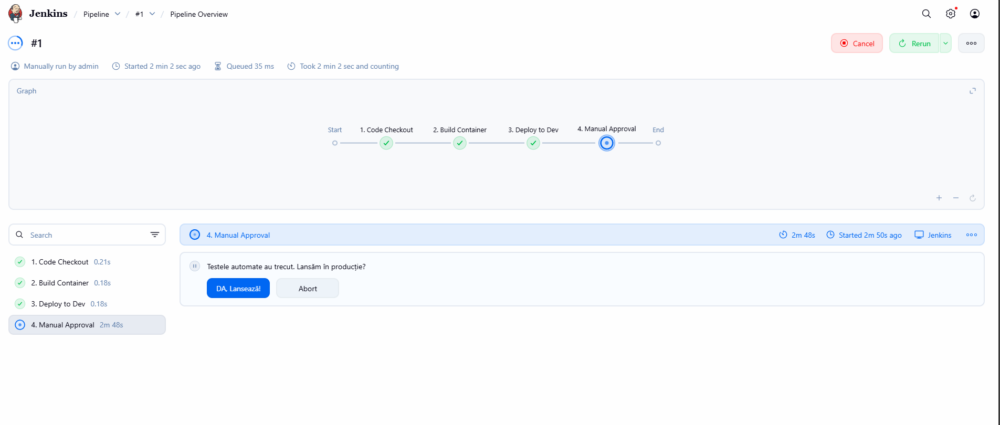 Jenkins / Pipeline / #1 / Pipeline Overview
#1
Cancel
Rerun
Manually run by admin Started 2 min 2 sec ago Queued 35 ms Took 2 min 2 sec and counting
Graph
Start 1. Code Checkout 2. Build Container 3. Deploy to Dev 4. Manual Approval End
Search
1. Code Checkout 0.21s
2. Build Container 0.18s
3. Deploy to Dev 0.18s
4. Manual Approval 2m 48s
4. Manual Approval 2m 48s Started 2m 50s ago Jenkins
Testele automate au trecut. Lansăm în producție?
DA, Lansează! Abort